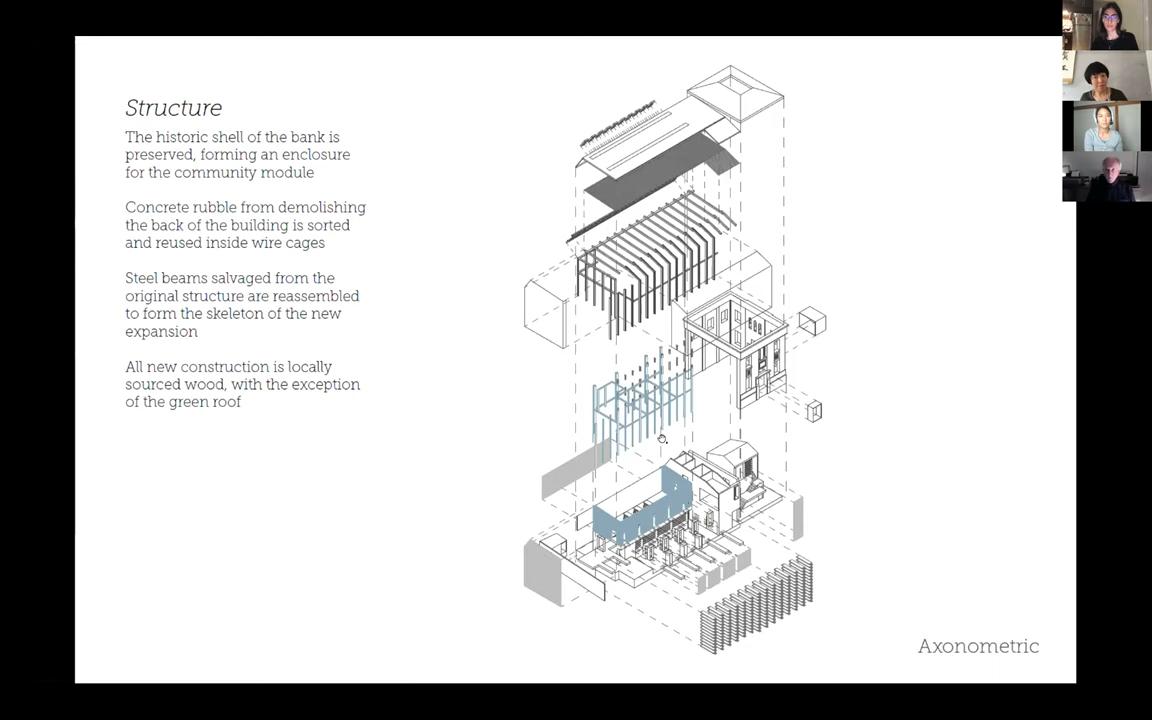 Structure
The historic shell of the bank is
preserved, forming an enclosure
for the community module
Concrete rubble from demolishing
the back of the building is sorted
and reused inside wire cages
Steel beams salvaged from the
original structure are reassembled
to form the skeleton of the new
expansion
All new construction is locally
sourced wood, with the exception
of the green roof
Axonometric